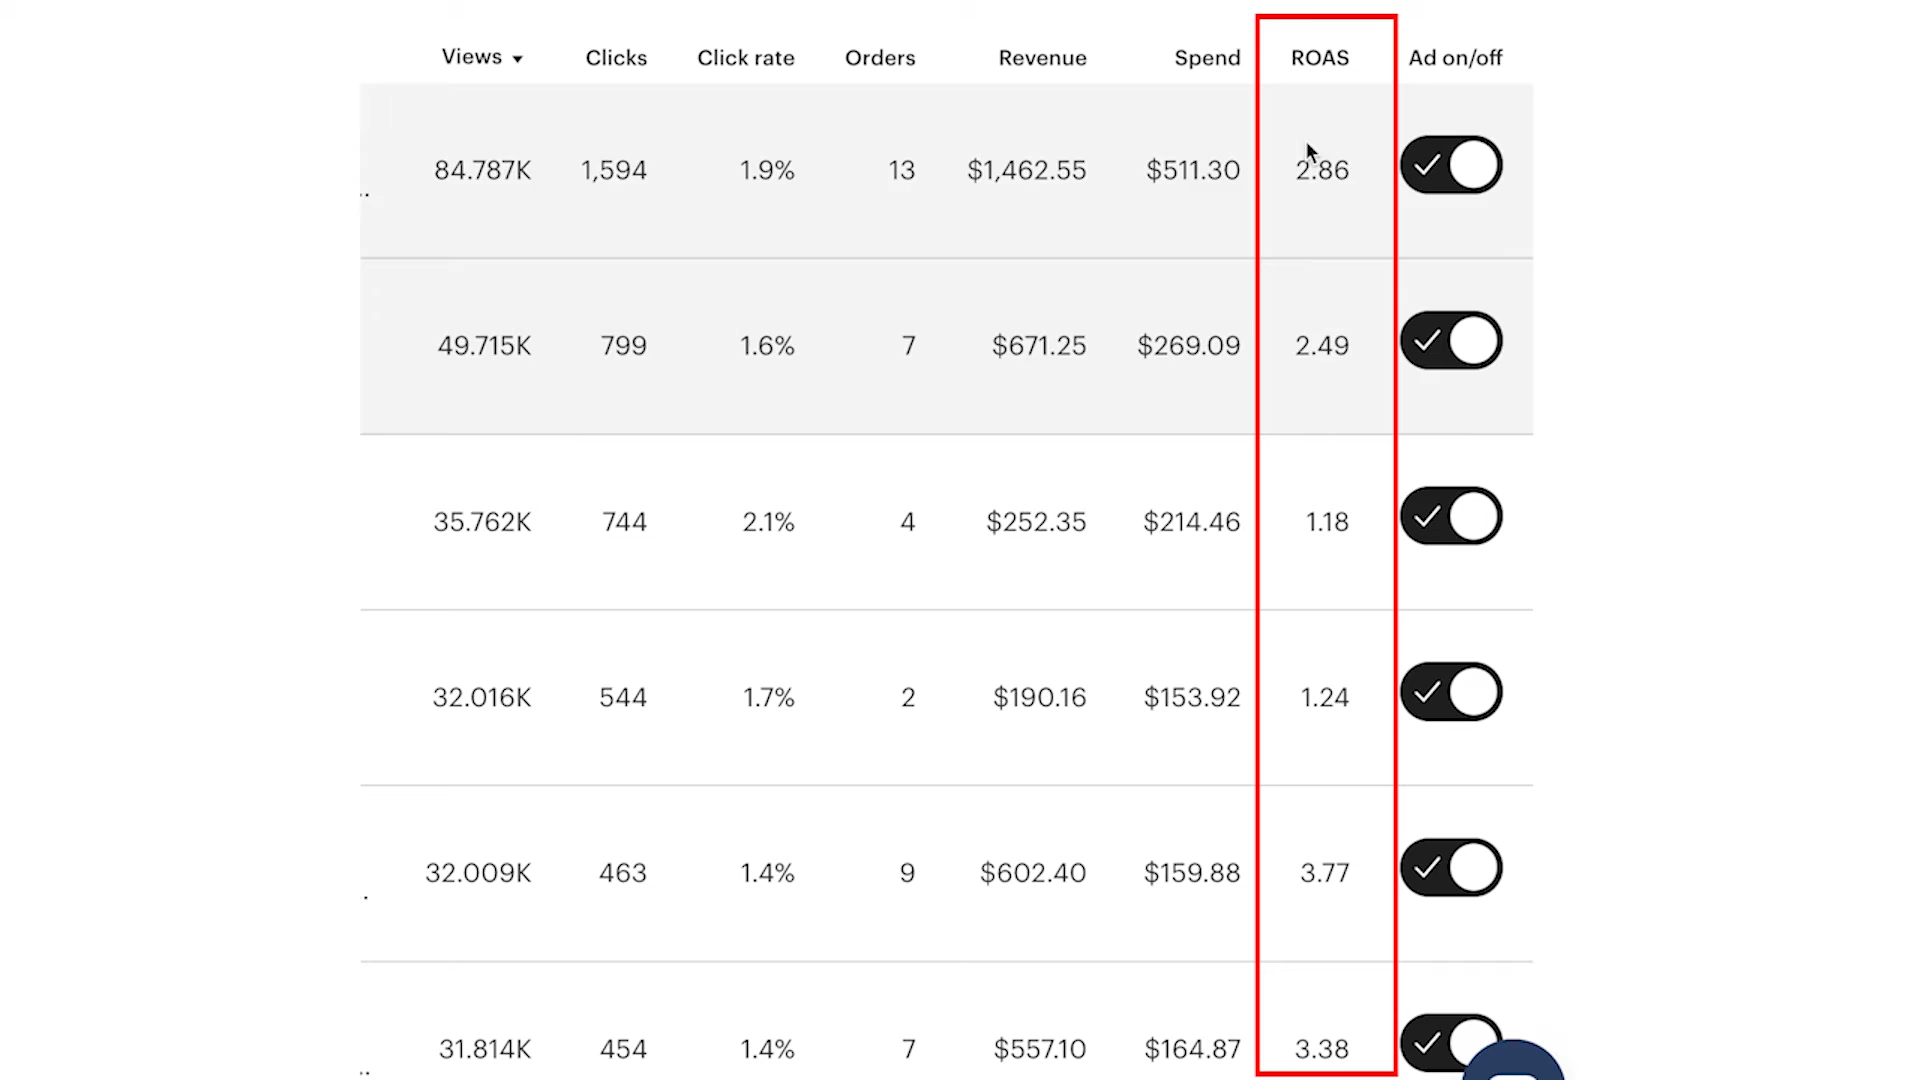 Views Clicks Click rate Orders Revenue Spend ROAS Ad on/off
84.787K 1,594 1.9% 13 $1,462.55 $511.30 2.86
..
49.715K 799 1.6% 7 $671.25 $269.09 2.49
35.762K 744 2.1% 4 $252.35 $214.46 1.18
32.016K 544 1.7% 2 $190.16 $153.92 1.24
32.009K 463 1.4% 9 $602.40 $159.88 3.77
.
31.814K 454 1.4% 7 $557.10 $164.87 3.38
..